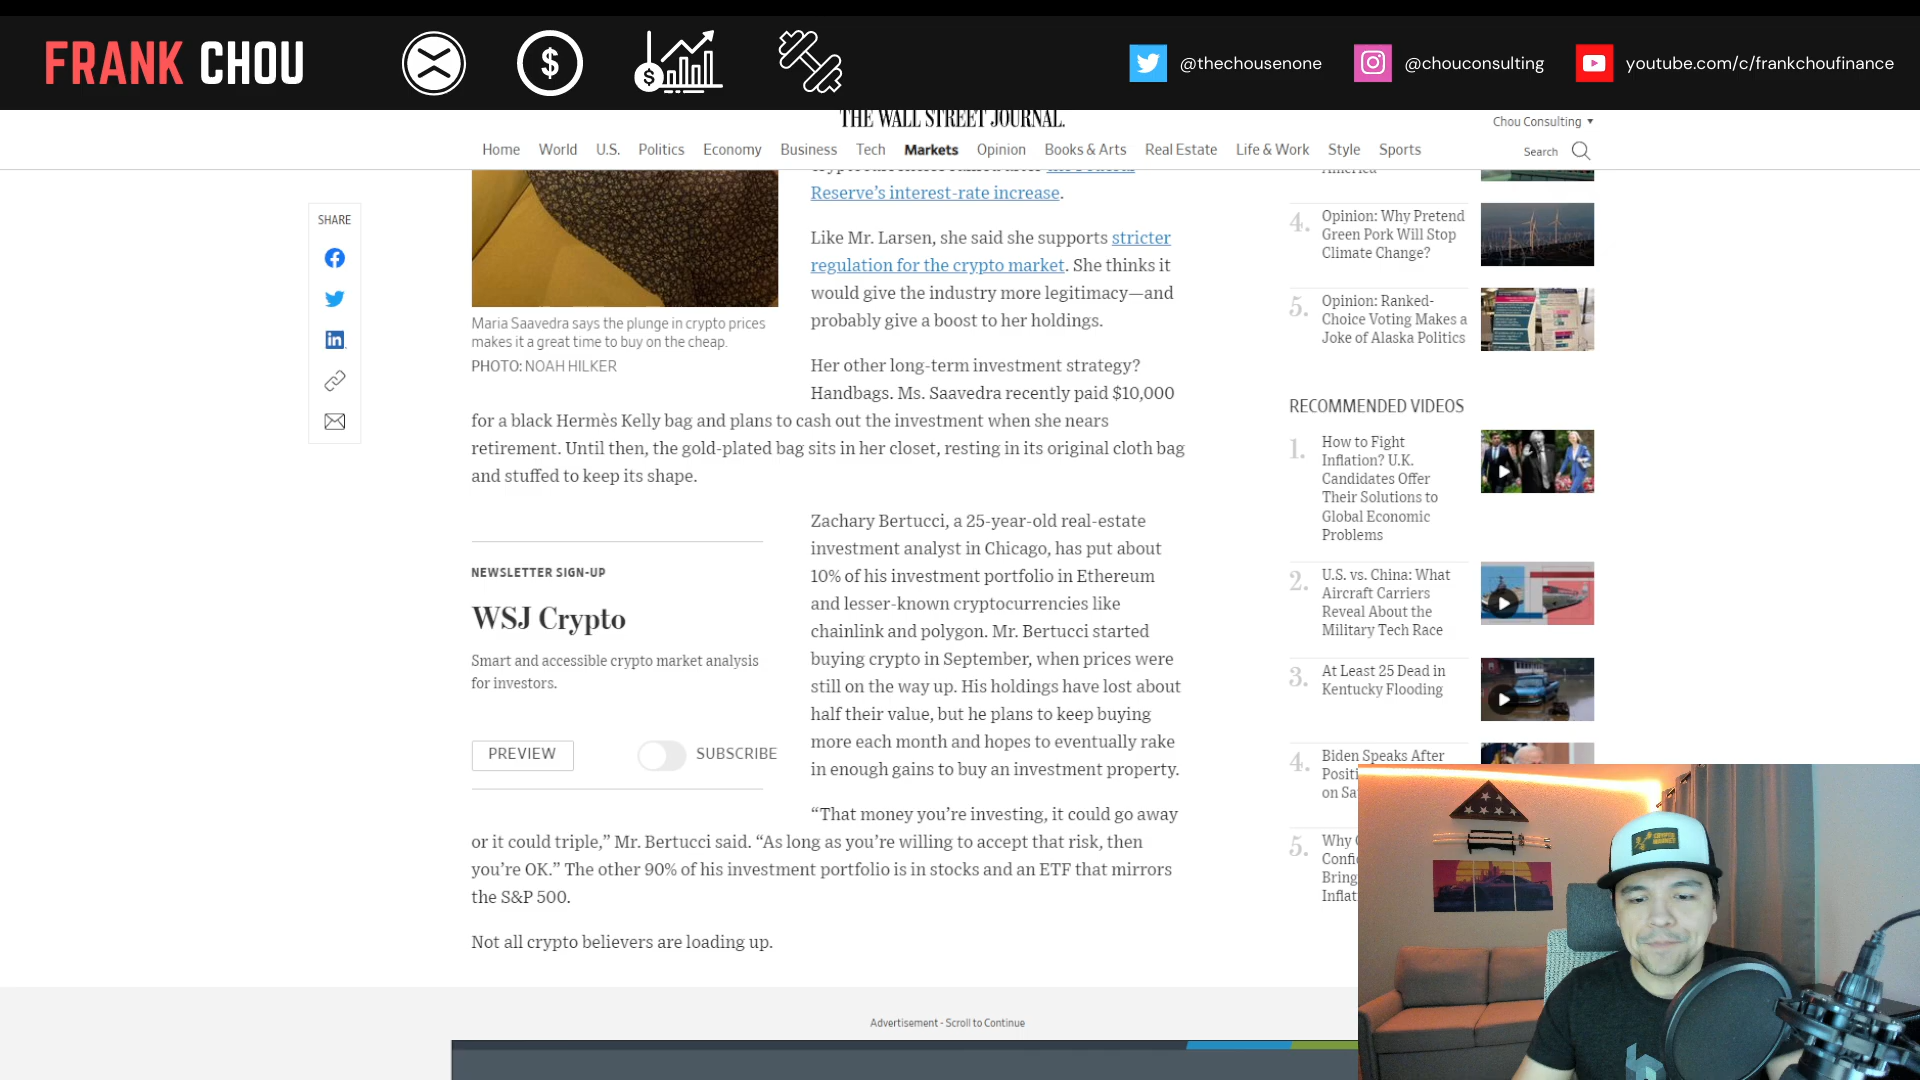 FRANK CHOU
@thechousenone
@chouconsulting
youtube.com/c/frankchoufinance
THE WALL STREET JOURNAL.
Chou Consulting
Home World U.S. Politics Economy Business Tech Markets Opinion Books & Arts Real Estate Life & Work Style Sports
Search
SHARE
Maria Saavedra says the plunge in crypto prices
makes it a great time to buy on the cheap.
PHOTO: NOAH HILKER
Reserve's interest-rate increase.
Like Mr. Larsen, she said she supports stricter
regulation for the crypto market. She thinks it
would give the industry more legitimacy—and
probably give a boost to her holdings.
Her other long-term investment strategy?
Handbags. Ms. Saavedra recently paid $10,000
for a black Hermès Kelly bag and plans to cash out the investment when she nears
retirement. Until then, the gold-plated bag sits in her closet, resting in its original cloth bag
and stuffed to keep its shape.
NEWSLETTER SIGN-UP
WSJ Crypto
Smart and accessible crypto market analysis
for investors.
PREVIEW
SUBSCRIBE
Zachary Bertucci, a 25-year-old real-estate
investment analyst in Chicago, has put about
10% of his investment portfolio in Ethereum
and lesser-known cryptocurrencies like
chainlink and polygon. Mr. Bertucci started
buying crypto in September, when prices were
still on the way up. His holdings have lost about
half their value, but he plans to keep buying
more each month and hopes to eventually rake
in enough gains to buy an investment property.
“That money you’re investing, it could go away
or it could triple,” Mr. Bertucci said. “As long as you’re willing to accept that risk, then
you’re OK.” The other 90% of his investment portfolio is in stocks and an ETF that mirrors
the S&P 500.
Not all crypto believers are loading up.
Advertisement - Scroll to Continue
America
4. Opinion: Why Pretend
Green Pork Will Stop
Climate Change?
5. Opinion: Ranked-
Choice Voting Makes a
Joke of Alaska Politics
RECOMMENDED VIDEOS
1. How to Fight
Inflation? U.K.
Candidates Offer
Their Solutions to
Global Economic
Problems
2. U.S. vs. China: What
Aircraft Carriers
Reveal About the
Military Tech Race
3. At Least 25 Dead in
Kentucky Flooding
4. Biden Speaks After
Positi
on Sa
5. Why
Confi
Bring
Inflat